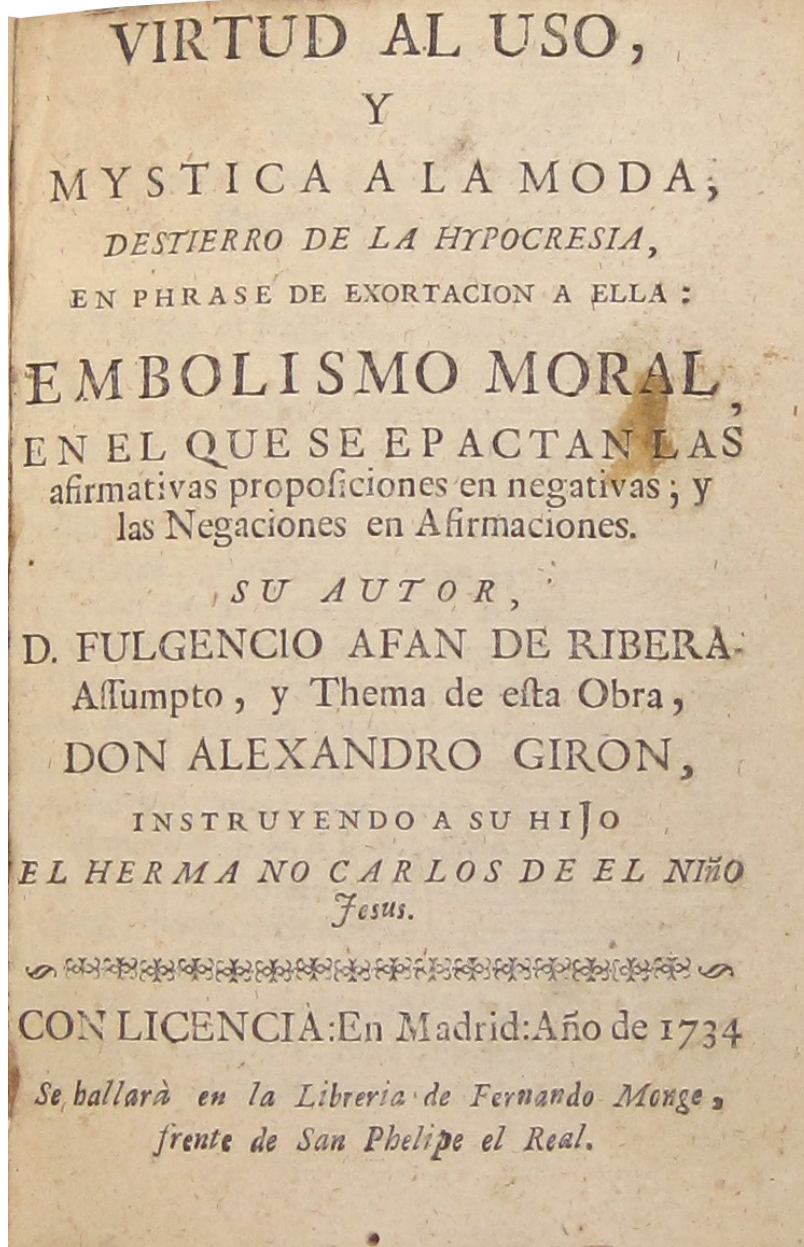 VIRTUD AL USO,
Y
MYSTICA A LA MODA,
DESTIERRO DE LA HYPOCRESIA,
EN PHRASE DE EXORTACION A ELLA:
EMBOLISMO MORAL,
EN EL QUE SE EPACTAN LAS
afirmativas proposiciones en negativas; y
las Negaciones en Afirmaciones.
SU AUTOR,
D. FULGENCIO AFAN DE RIBERA.
Assumpto, y Thema de esta Obra,
DON ALEXANDRO GIRON,
INSTRUYENDO A SU HIJO
EL HERMANO CARLOS DE EL NIñO
Jesus.
CON LICENCIA: En Madrid: Año de 1734
Se hallarà en la Libreria de Fernando Monge,
frente de San Phelipe el Real.